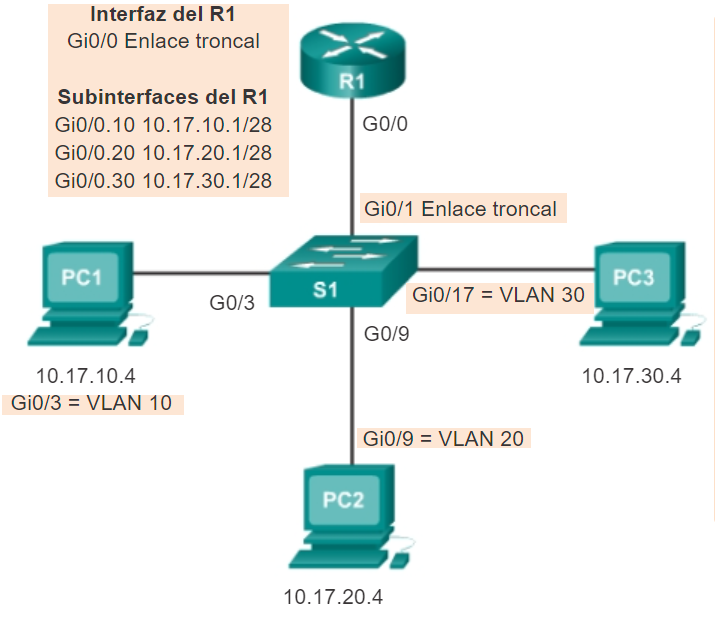 Interfaz del R1
Gi0/0 Enlace troncal
Subinterfaces del R1
Gi0/0.10 10.17.10.1/28
Gi0/0.20 10.17.20.1/28
Gi0/0.30 10.17.30.1/28
R1
G0/0
Gi0/1 Enlace troncal
PC1
G0/3
S1
PC3
Gi0/17 = VLAN 30
G0/9
10.17.10.4
Gi0/3 = VLAN 10
10.17.30.4
Gi0/9 = VLAN 20
PC2
10.17.20.4